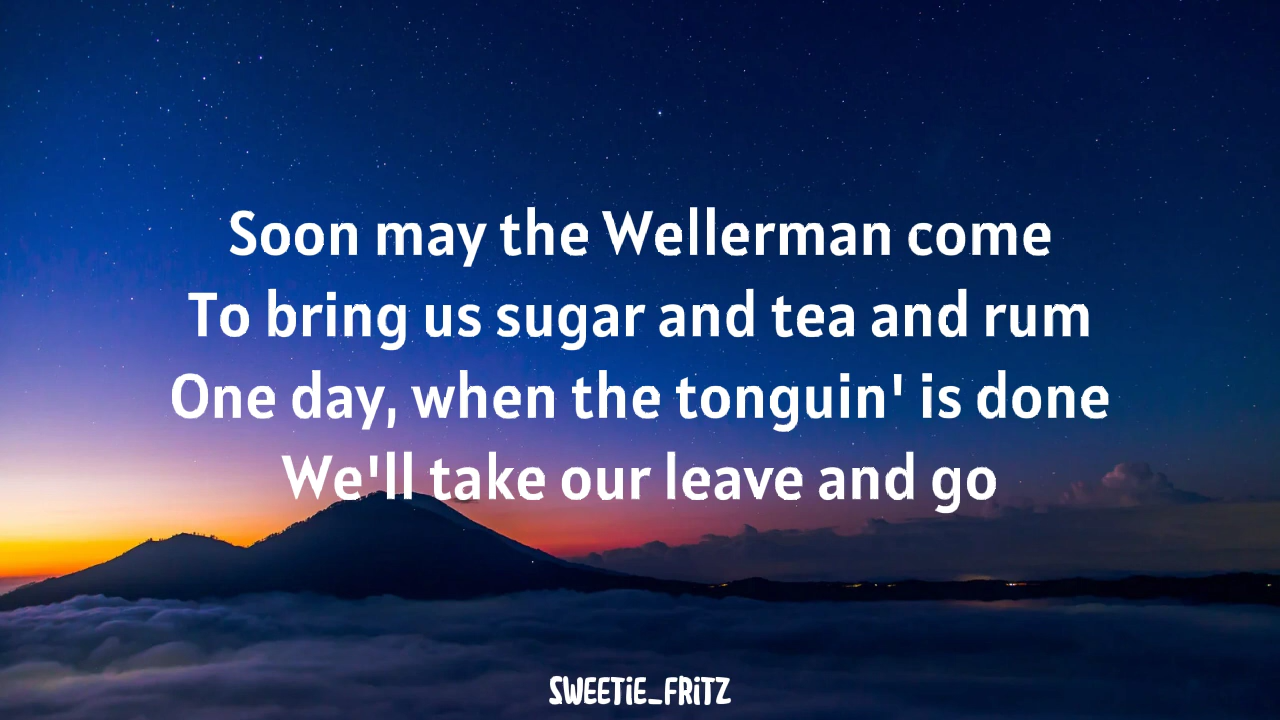 Soon may the Wellerman come
To bring us sugar and tea and rum
One day, when the tonguin' is done
We'll take our leave and go
SWEETiE_FRiTZ